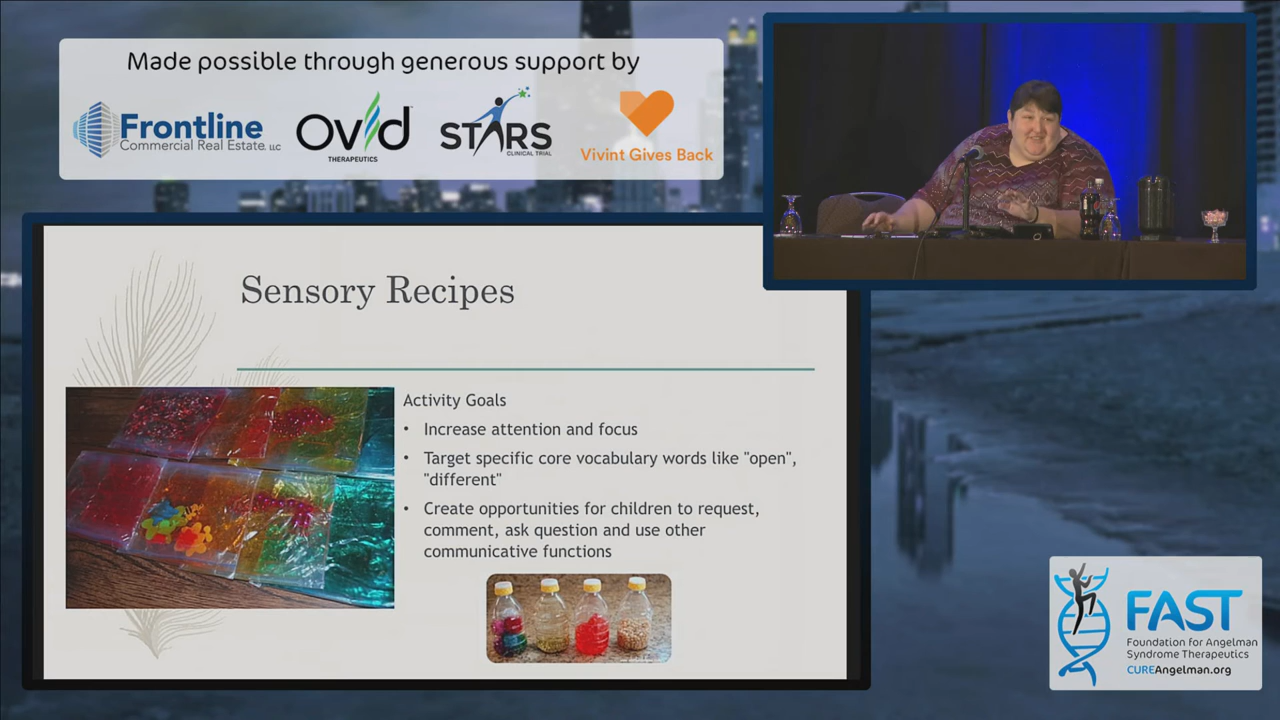 Made possible through generous support by
Frontline
Commercial Real Estate, LLC
Ovid
THERAPEUTICS
STARS
CLINICAL TRIAL
Vivint Gives Back
Sensory Recipes
Activity Goals
• Increase attention and focus
• Target specific core vocabulary words like "open",
"different"
• Create opportunities for children to request,
comment, ask question and use other
communicative functions
FAST
Foundation for Angelman
Syndrome Therapeutics
CUREAngelman.org